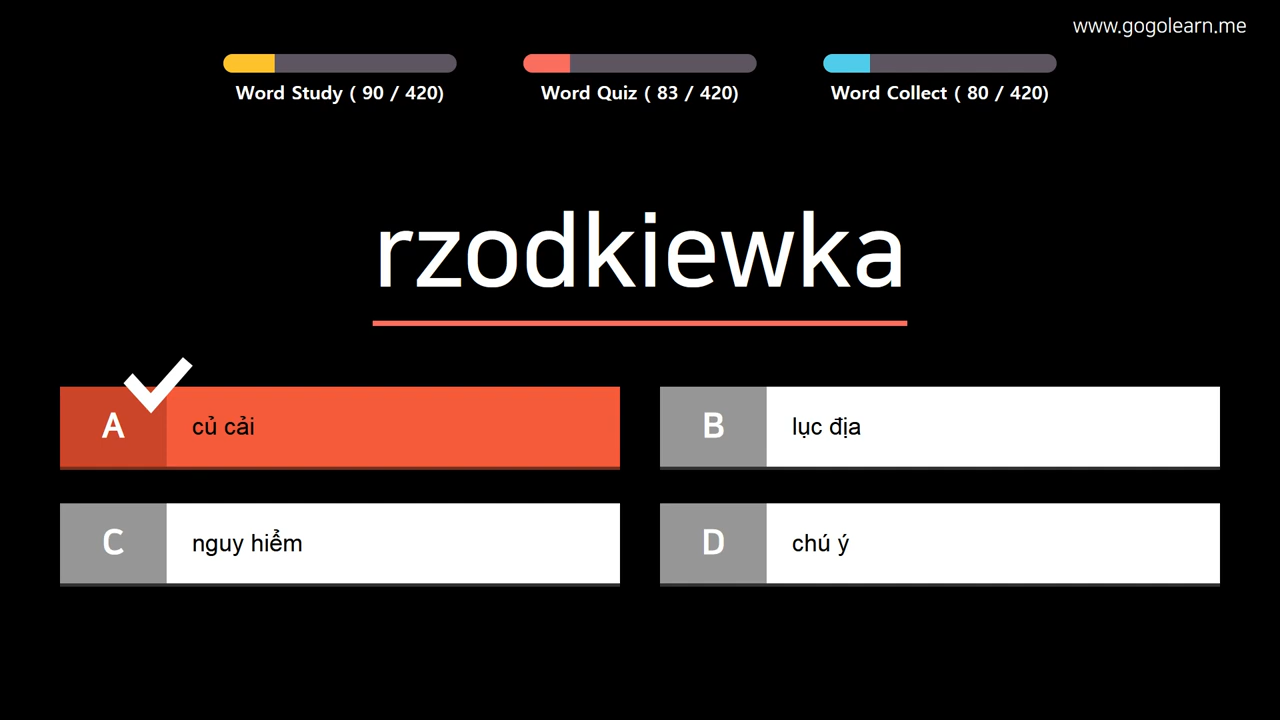 www.gogolearn.me
Word Study ( 90 / 420)
Word Quiz ( 83 / 420)
Word Collect ( 80 / 420)
rzodkiewka
A củ cải
B lục địa
C nguy hiểm
D chú ý